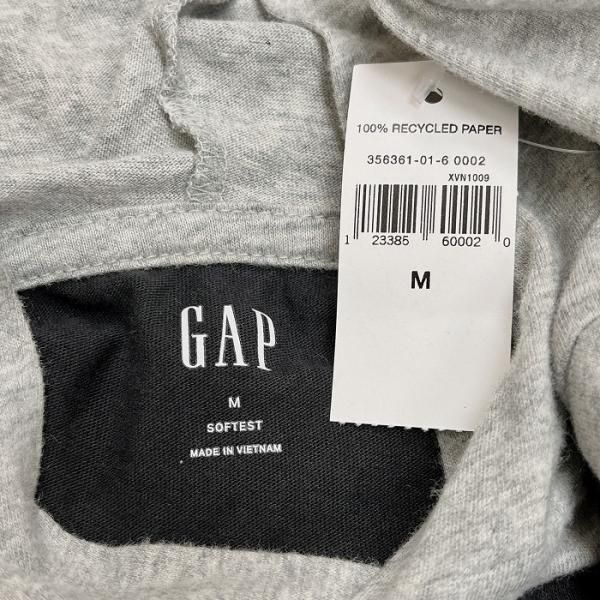 100% RECYCLED PAPER
356361-01-6 0002
XVN1009
1 23385 60002 0
M
GAP
M
SOFTEST
MADE IN VIETNAM